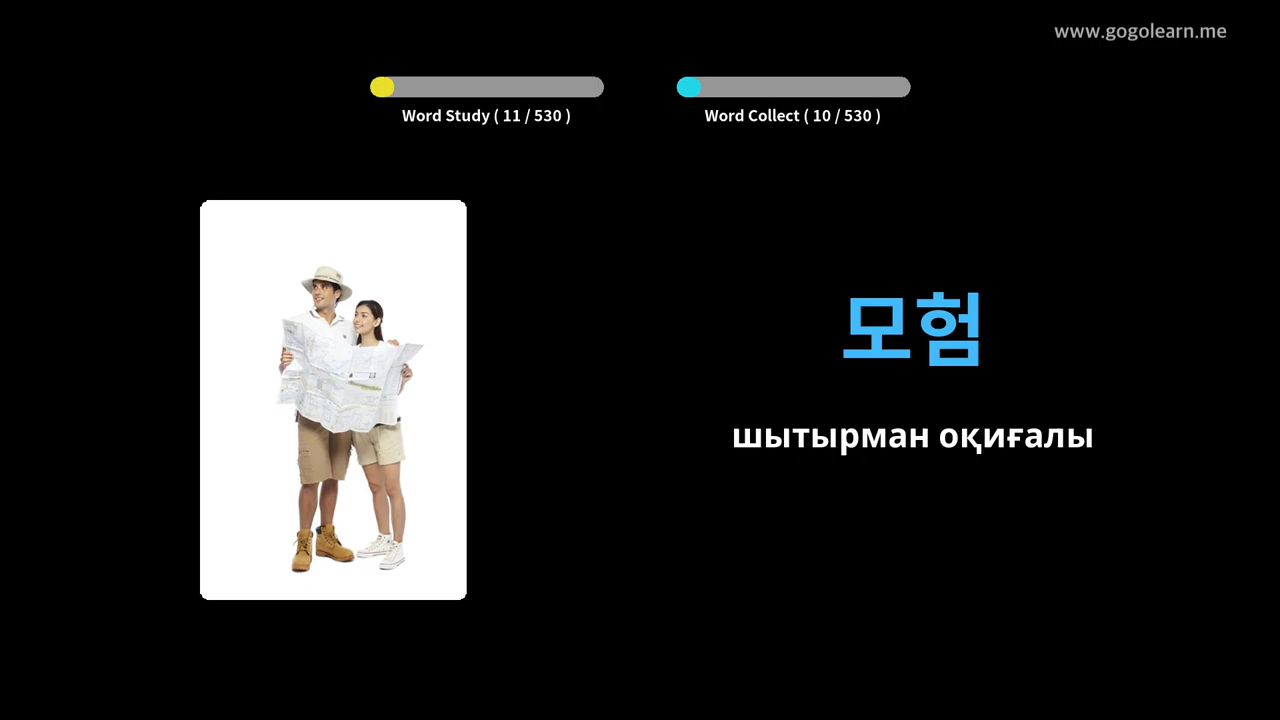 www.gogolearn.me
Word Study ( 11 / 530 )
Word Collect ( 10 / 530 )
모험
шытырман оқиғалы